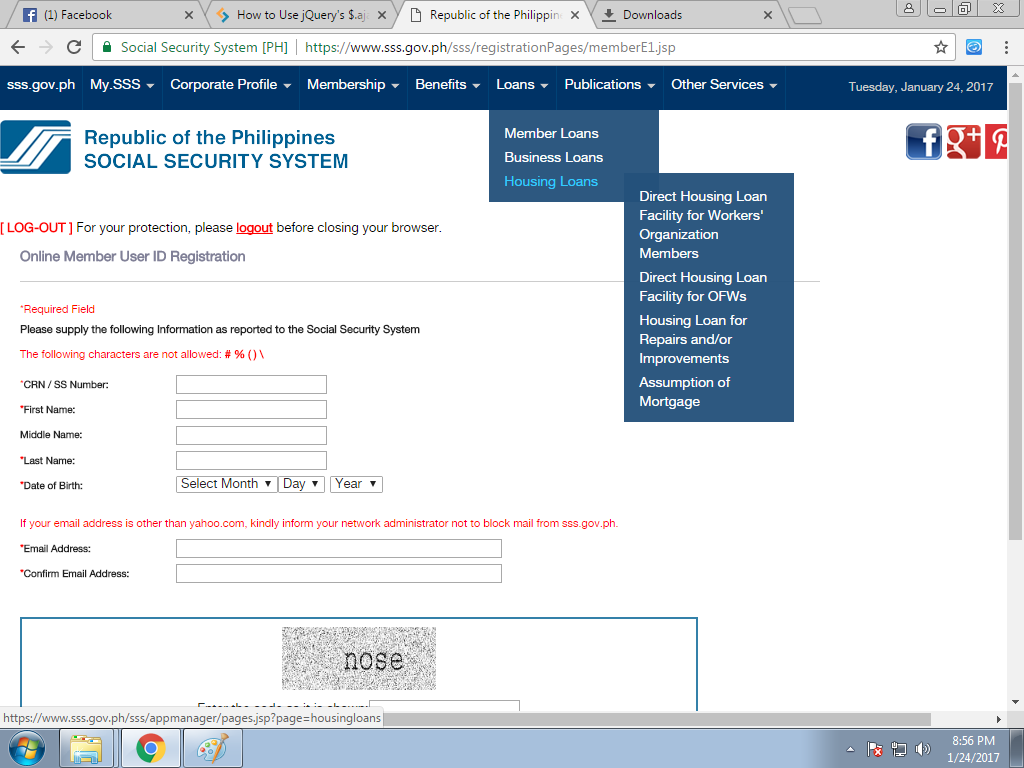 (1) Facebook
How to Use jQuery's $.aj
Republic of the Philippin
Downloads
Social Security System [PH]
https://www.sss.gov.ph/sss/registrationPages/memberE1.jsp
sss.gov.ph My.SSS Corporate Profile Membership Benefits Loans Publications Other Services Tuesday, January 24, 2017
Republic of the Philippines
SOCIAL SECURITY SYSTEM
Member Loans
Business Loans
Housing Loans
Direct Housing Loan
Facility for Workers'
Organization
Members
Direct Housing Loan
Facility for OFWs
Housing Loan for
Repairs and/or
Improvements
Assumption of
Mortgage
[ LOG-OUT ] For your protection, please logout before closing your browser.
Online Member User ID Registration
*Required Field
Please supply the following Information as reported to the Social Security System
The following characters are not allowed: # % ( ) \
*CRN / SS Number:
*First Name:
Middle Name:
*Last Name:
*Date of Birth: Select Month Day Year
If your email address is other than yahoo.com, kindly inform your network administrator not to block mail from sss.gov.ph.
*Email Address:
*Confirm Email Address:
nose
Enter the code as it is shown:
https://www.sss.gov.ph/sss/appmanager/pages.jsp?page=housingloans
8:56 PM
1/24/2017